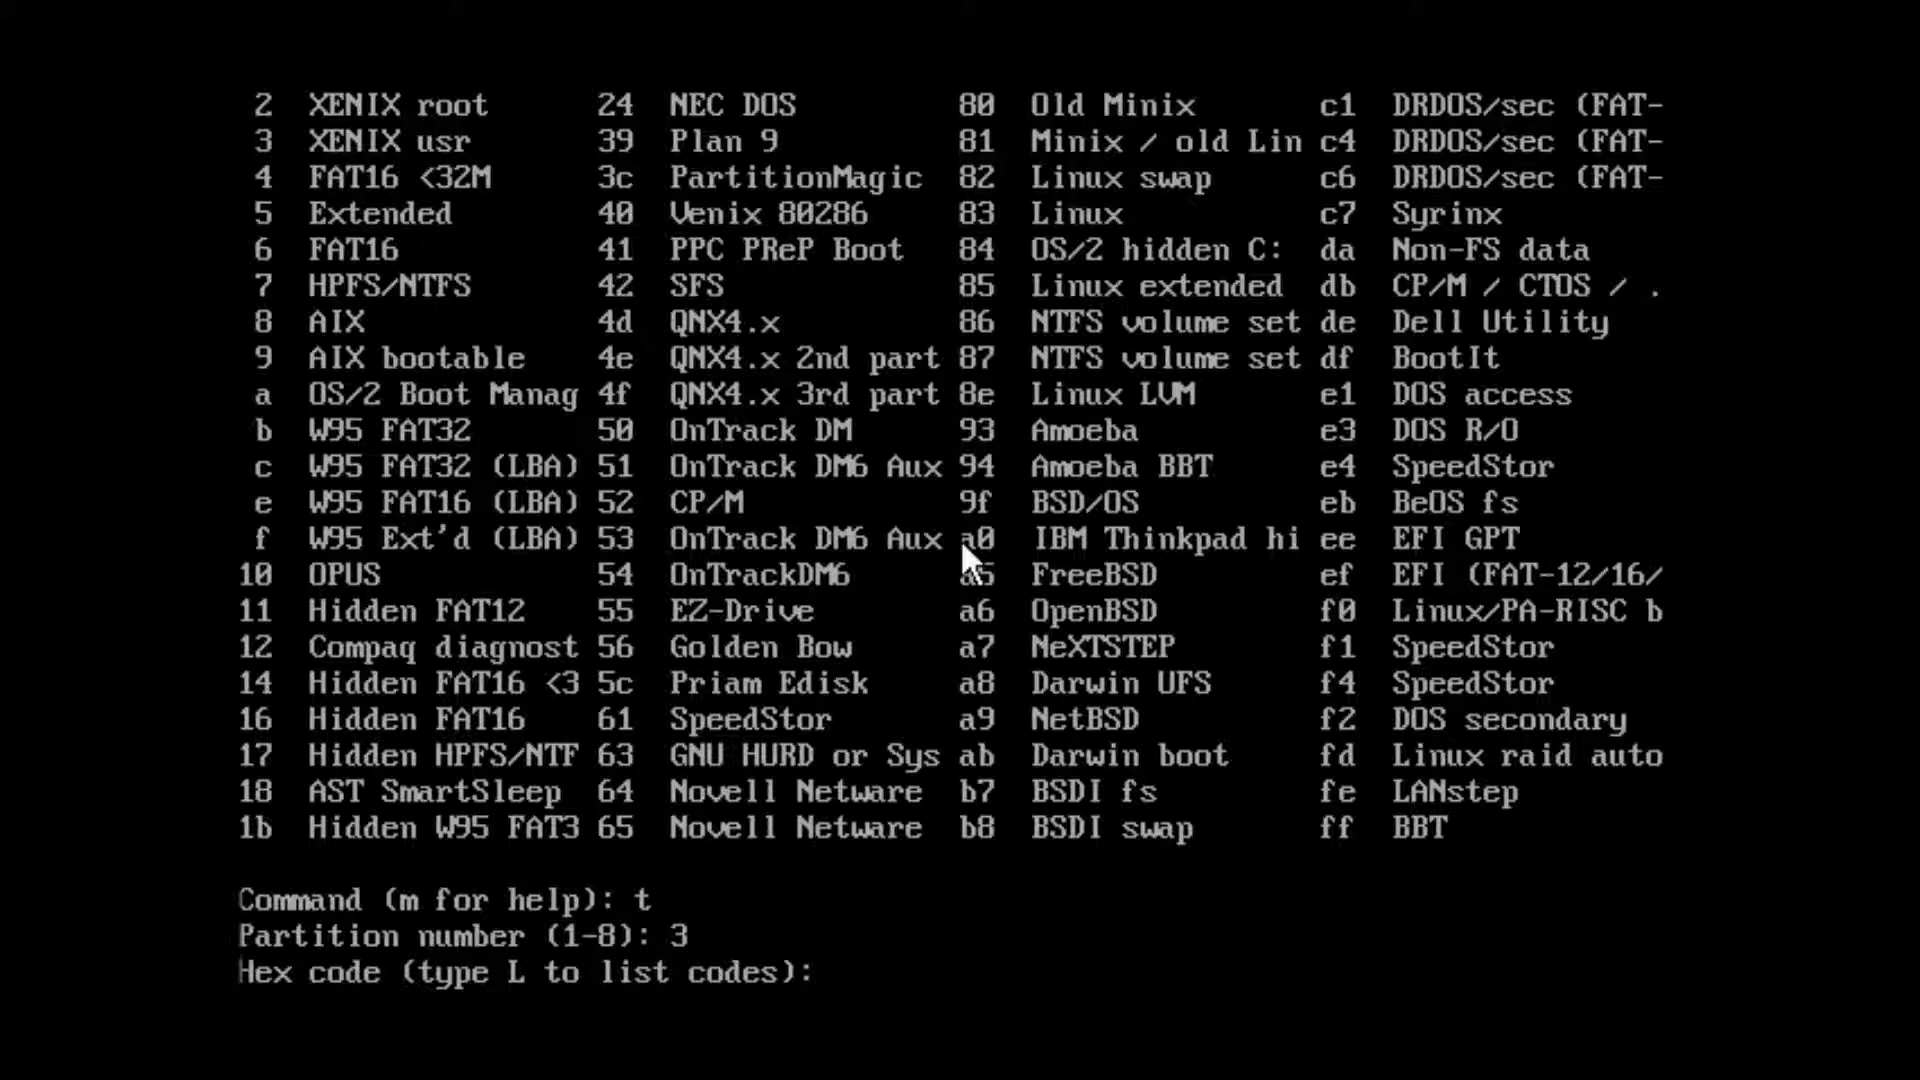 2 XENIX root 24 NEC DOS 80 Old Minix c1 DRDOS/sec (FAT-
3 XENIX usr 39 Plan 9 81 Minix / old Lin c4 DRDOS/sec (FAT-
4 FAT16 <32M 3c PartitionMagic 82 Linux swap c6 DRDOS/sec (FAT-
5 Extended 40 Venix 80286 83 Linux c7 Syrinx
6 FAT16 41 PPC PReP Boot 84 OS/2 hidden C: da Non-FS data
7 HPFS/NTFS 42 SFS 85 Linux extended db CP/M / CTOS / .
8 AIX 4d QNX4.x 86 NTFS volume set de Dell Utility
9 AIX bootable 4e QNX4.x 2nd part 87 NTFS volume set df BootIt
a OS/2 Boot Manag 4f QNX4.x 3rd part 8e Linux LVM e1 DOS access
b W95 FAT32 50 OnTrack DM 93 Amoeba e3 DOS R/O
c W95 FAT32 (LBA) 51 OnTrack DM6 Aux 94 Amoeba BBT e4 SpeedStor
e W95 FAT16 (LBA) 52 CP/M 9f BSD/OS eb BeOS fs
f W95 Ext'd (LBA) 53 OnTrack DM6 Aux a0 IBM Thinkpad hi ee EFI GPT
10 OPUS 54 OnTrackDM6 a5 FreeBSD ef EFI (FAT-12/16/
11 Hidden FAT12 55 EZ-Drive a6 OpenBSD f0 Linux/PA-RISC b
12 Compaq diagnost 56 Golden Bow a7 NeXTSTEP f1 SpeedStor
14 Hidden FAT16 <3 5c Priam Edisk a8 Darwin UFS f4 SpeedStor
16 Hidden FAT16 61 SpeedStor a9 NetBSD f2 DOS secondary
17 Hidden HPFS/NTF 63 GNU HURD or Sys ab Darwin boot fd Linux raid auto
18 AST SmartSleep 64 Novell Netware b7 BSDI fs fe LANstep
1b Hidden W95 FAT3 65 Novell Netware b8 BSDI swap ff BBT
Command (m for help): t
Partition number (1-8): 3
Hex code (type L to list codes):